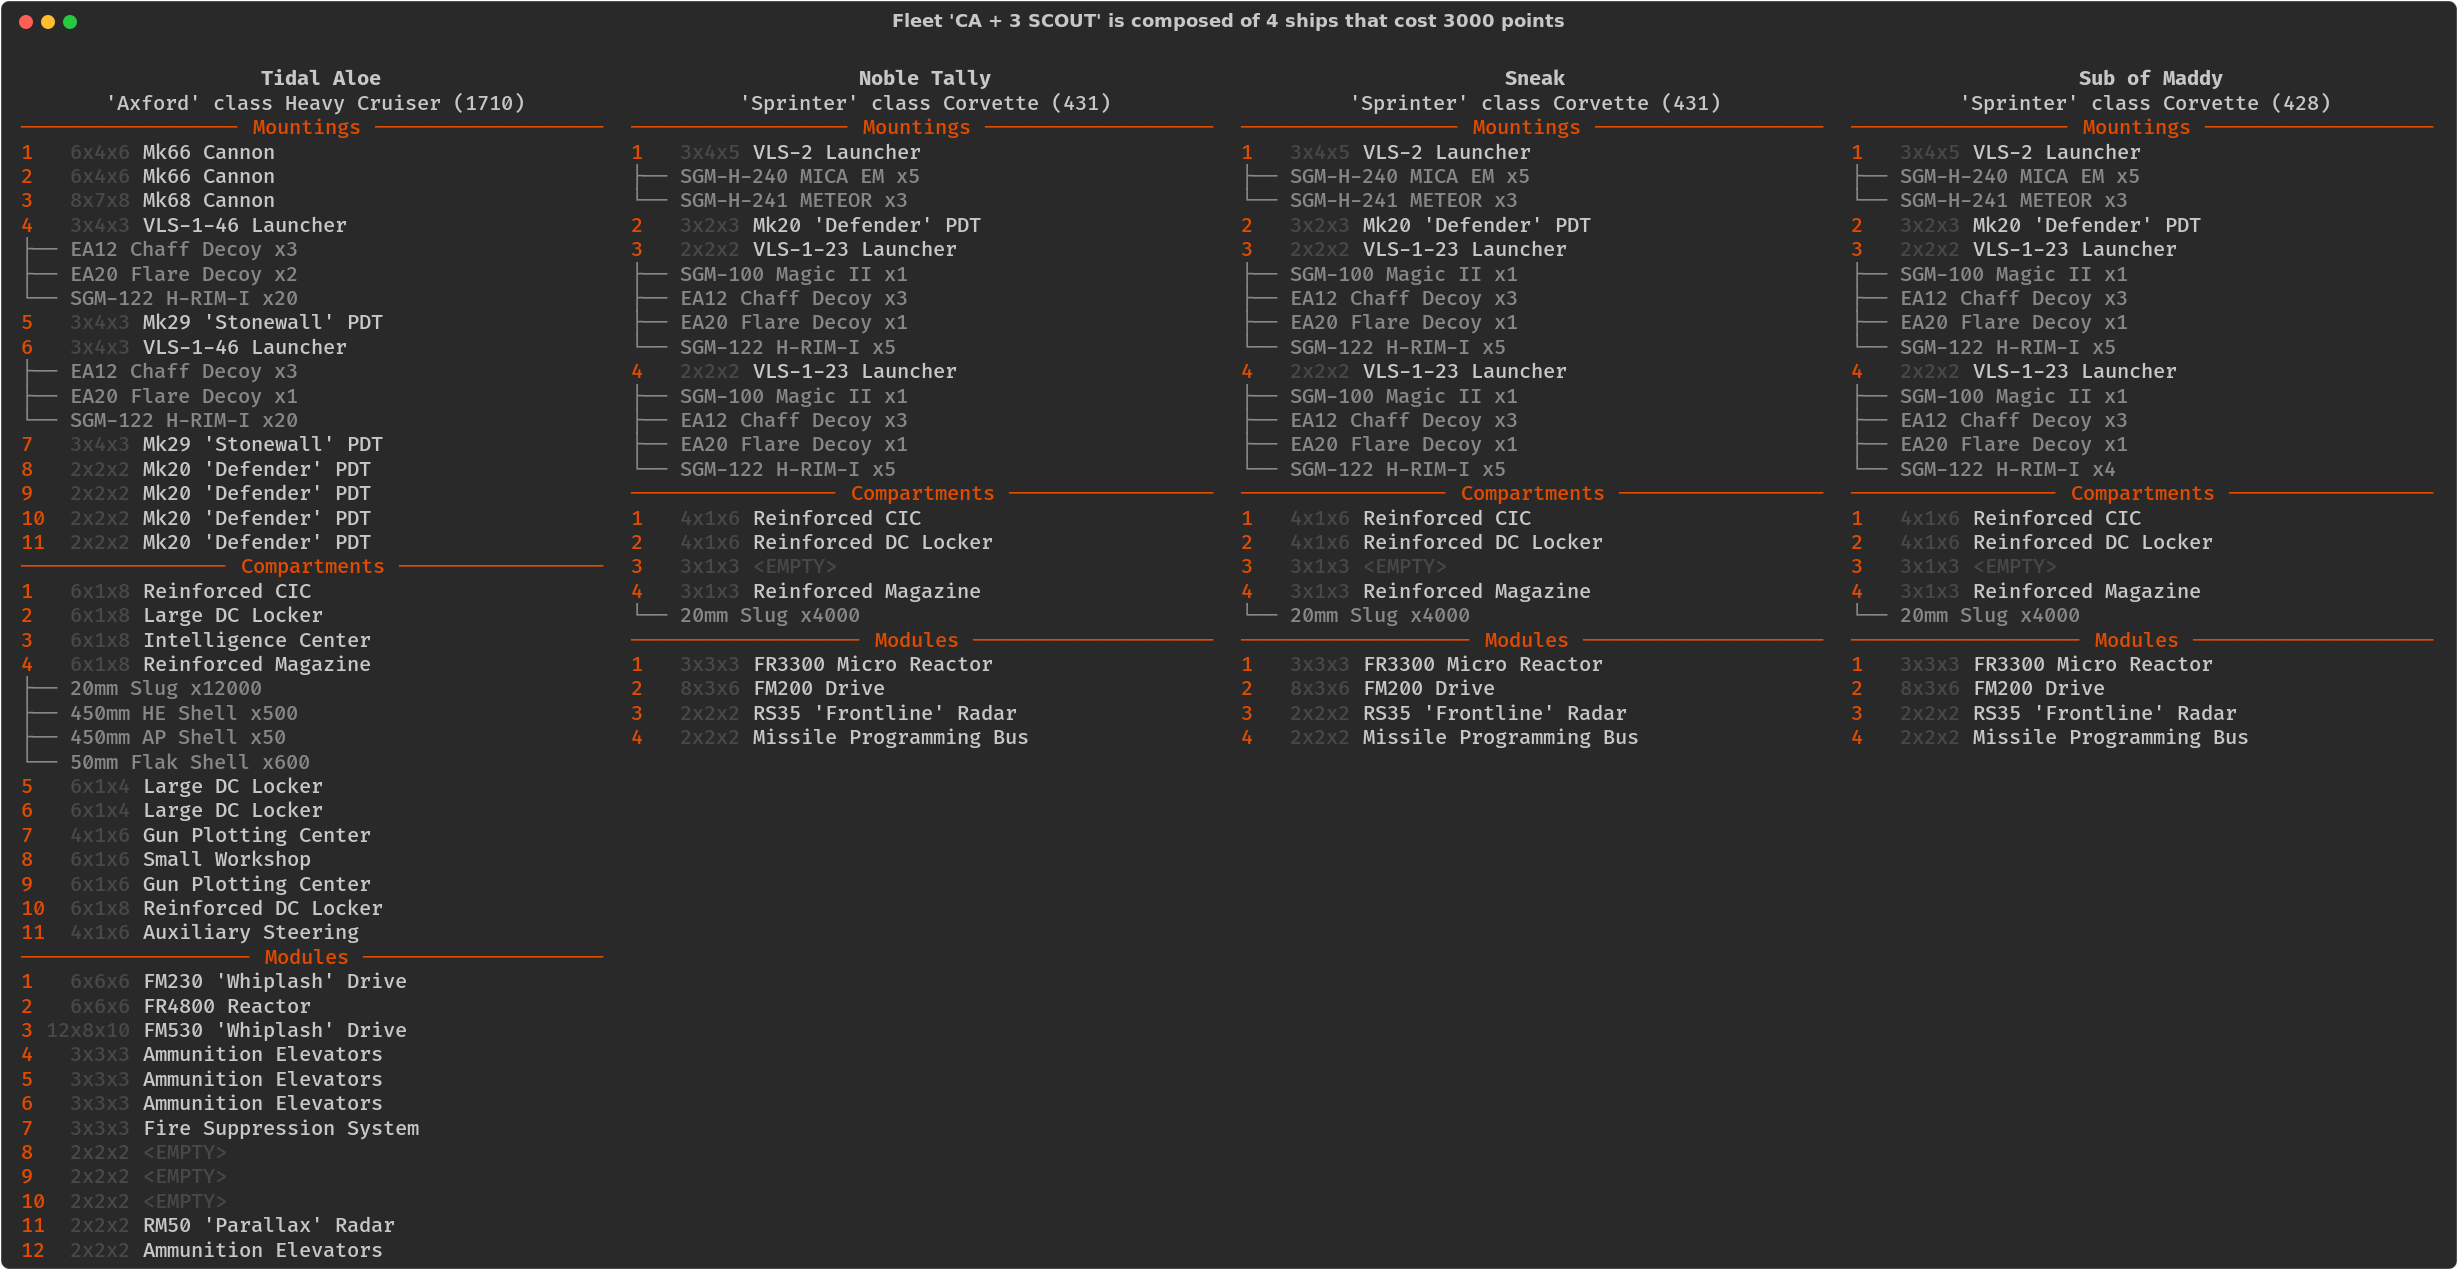 Fleet 'CA + 3 SCOUT' is composed of 4 ships that cost 3000 points
Tidal Aloe
'Axford' class Heavy Cruiser (1710)
Mountings
1 6x4x6 Mk66 Cannon
2 6x4x6 Mk66 Cannon
3 8x7x8 Mk68 Cannon
4 3x4x3 VLS-1-46 Launcher
EA12 Chaff Decoy x3
EA20 Flare Decoy x2
SGM-122 H-RIM-I x20
5 3x4x3 Mk29 'Stonewall' PDT
6 3x4x3 VLS-1-46 Launcher
EA12 Chaff Decoy x3
EA20 Flare Decoy x1
SGM-122 H-RIM-I x20
7 3x4x3 Mk29 'Stonewall' PDT
8 2x2x2 Mk20 'Defender' PDT
9 2x2x2 Mk20 'Defender' PDT
10 2x2x2 Mk20 'Defender' PDT
11 2x2x2 Mk20 'Defender' PDT
Compartments
1 6x1x8 Reinforced CIC
2 6x1x8 Large DC Locker
3 6x1x8 Intelligence Center
4 6x1x8 Reinforced Magazine
20mm Slug x12000
450mm HE Shell x500
450mm AP Shell x50
50mm Flak Shell x600
5 6x1x4 Large DC Locker
6 6x1x4 Large DC Locker
7 4x1x6 Gun Plotting Center
8 6x1x6 Small Workshop
9 6x1x6 Gun Plotting Center
10 6x1x8 Reinforced DC Locker
11 4x1x6 Auxiliary Steering
Modules
1 6x6x6 FM230 'Whiplash' Drive
2 6x6x6 FR4800 Reactor
3 12x8x10 FM530 'Whiplash' Drive
4 3x3x3 Ammunition Elevators
5 3x3x3 Ammunition Elevators
6 3x3x3 Ammunition Elevators
7 3x3x3 Fire Suppression System
8 2x2x2 <EMPTY>
9 2x2x2 <EMPTY>
10 2x2x2 <EMPTY>
11 2x2x2 RM50 'Parallax' Radar
12 2x2x2 Ammunition Elevators
Noble Tally
'Sprinter' class Corvette (431)
Mountings
1 3x4x5 VLS-2 Launcher
SGM-H-240 MICA EM x5
SGM-H-241 METEOR x3
2 3x2x3 Mk20 'Defender' PDT
3 2x2x2 VLS-1-23 Launcher
SGM-100 Magic II x1
EA12 Chaff Decoy x3
EA20 Flare Decoy x1
SGM-122 H-RIM-I x5
4 2x2x2 VLS-1-23 Launcher
SGM-100 Magic II x1
EA12 Chaff Decoy x3
EA20 Flare Decoy x1
SGM-122 H-RIM-I x5
Compartments
1 4x1x6 Reinforced CIC
2 4x1x6 Reinforced DC Locker
3 3x1x3 <EMPTY>
4 3x1x3 Reinforced Magazine
20mm Slug x4000
Modules
1 3x3x3 FR3300 Micro Reactor
2 8x3x6 FM200 Drive
3 2x2x2 RS35 'Frontline' Radar
4 2x2x2 Missile Programming Bus
Sneak
'Sprinter' class Corvette (431)
Mountings
1 3x4x5 VLS-2 Launcher
SGM-H-240 MICA EM x5
SGM-H-241 METEOR x3
2 3x2x3 Mk20 'Defender' PDT
3 2x2x2 VLS-1-23 Launcher
SGM-100 Magic II x1
EA12 Chaff Decoy x3
EA20 Flare Decoy x1
SGM-122 H-RIM-I x5
4 2x2x2 VLS-1-23 Launcher
SGM-100 Magic II x1
EA12 Chaff Decoy x3
EA20 Flare Decoy x1
SGM-122 H-RIM-I x5
Compartments
1 4x1x6 Reinforced CIC
2 4x1x6 Reinforced DC Locker
3 3x1x3 <EMPTY>
4 3x1x3 Reinforced Magazine
20mm Slug x4000
Modules
1 3x3x3 FR3300 Micro Reactor
2 8x3x6 FM200 Drive
3 2x2x2 RS35 'Frontline' Radar
4 2x2x2 Missile Programming Bus
Sub of Maddy
'Sprinter' class Corvette (428)
Mountings
1 3x4x5 VLS-2 Launcher
SGM-H-240 MICA EM x5
SGM-H-241 METEOR x3
2 3x2x3 Mk20 'Defender' PDT
3 2x2x2 VLS-1-23 Launcher
SGM-100 Magic II x1
EA12 Chaff Decoy x3
EA20 Flare Decoy x1
SGM-122 H-RIM-I x5
4 2x2x2 VLS-1-23 Launcher
SGM-100 Magic II x1
EA12 Chaff Decoy x3
EA20 Flare Decoy x1
SGM-122 H-RIM-I x4
Compartments
1 4x1x6 Reinforced CIC
2 4x1x6 Reinforced DC Locker
3 3x1x3 <EMPTY>
4 3x1x3 Reinforced Magazine
20mm Slug x4000
Modules
1 3x3x3 FR3300 Micro Reactor
2 8x3x6 FM200 Drive
3 2x2x2 RS35 'Frontline' Radar
4 2x2x2 Missile Programming Bus